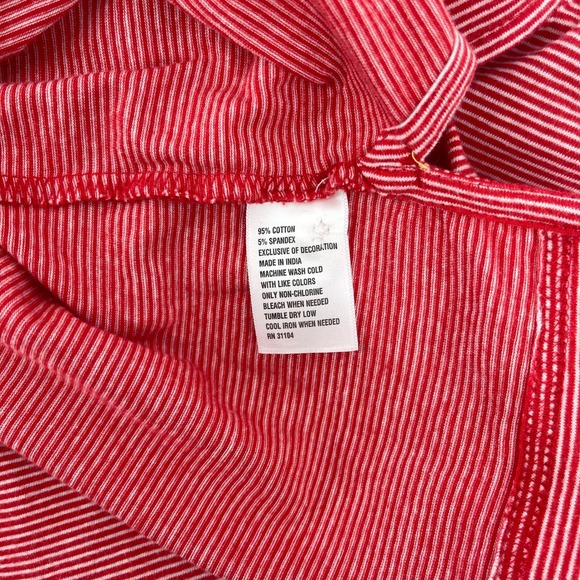 95% COTTON
5% SPANDEX
EXCLUSIVE OF DECORATION
MADE IN INDIA
MACHINE WASH COLD
WITH LIKE COLORS
ONLY NON-CHLORINE
BLEACH WHEN NEEDED
TUMBLE DRY LOW
COOL IRON WHEN NEEDED
RN 31104